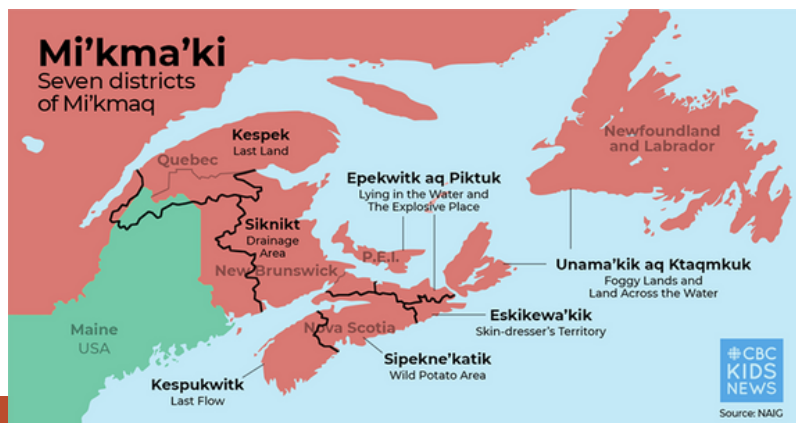 Mi'kma'ki
Seven districts
of Mi'kmaq
Kespek
Last Land
Quebec
Newfoundland
and Labrador
Epekwitk aq Piktuk
Lying in the Water and
The Explosive Place
Siknikt
Drainage
Area
New Brunswick
P.E.I.
Unama'kik aq Ktaqmkuk
Foggy Lands and
Land Across the Water
Maine
USA
Nova Scotia
Eskikewa'kik
Skin-dresser's Territory
Sipekne'katik
Wild Potato Area
Kespukwitk
Last Flow
CBC
KIDS
NEWS
Source: NAIG